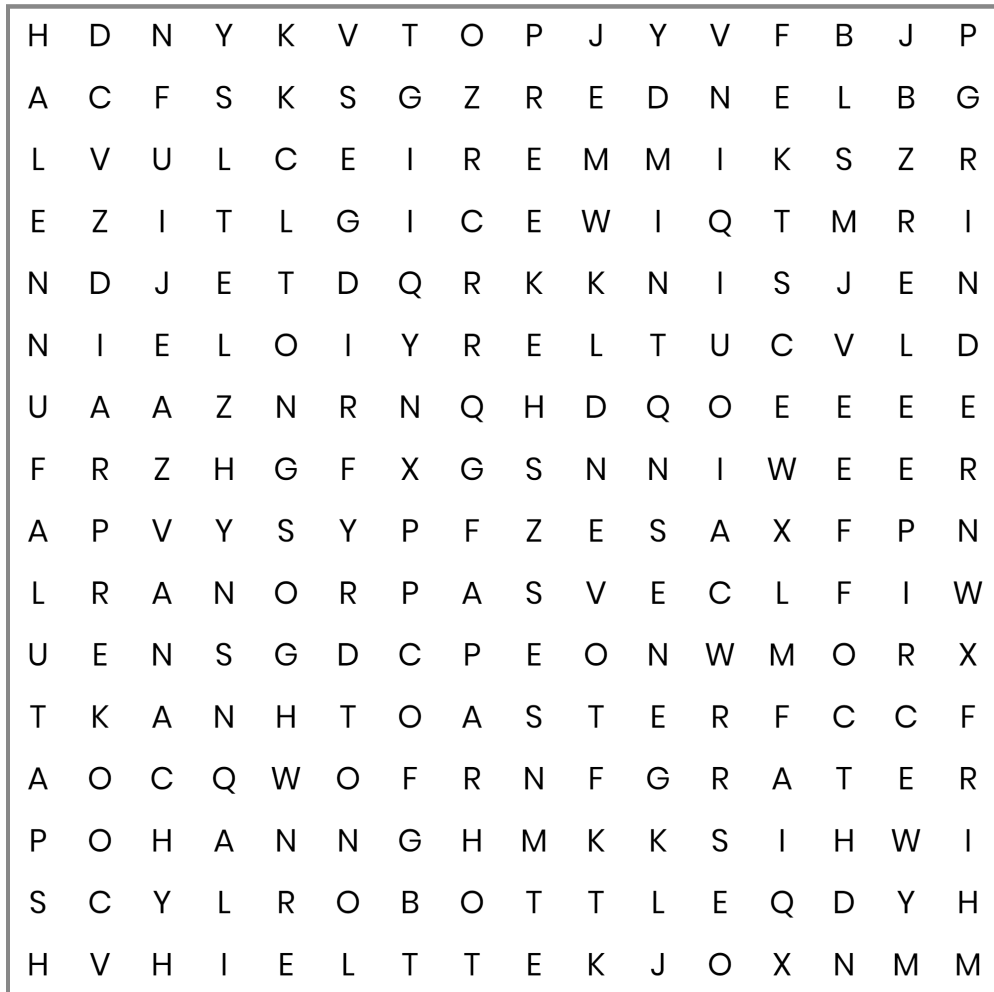 H D N Y K V T O P J Y V F B J P
A C F S K S G Z R E D N E L B G
L V U L C E I R E M M I K S Z R
E Z I T L G I C E W I Q T M R I
N D J E T D Q R K K N I S J E N
N I E L O I Y R E L T U C V L D
U A A Z N R N Q H D Q O E E E E
F R Z H G F X G S N N I W E E R
A P V Y S Y P F Z E S A X F P N
L R A N O R P A S V E C L F I W
U E N S G D C P E O N W M O R X
T K A N H T O A S T E R F C C F
A O C Q W O F R N F G R A T E R
P O H A N N G H M K K S I H W I
S C Y L R O B O T T L E Q D Y H
H V H I E L T T E K J O X N M M